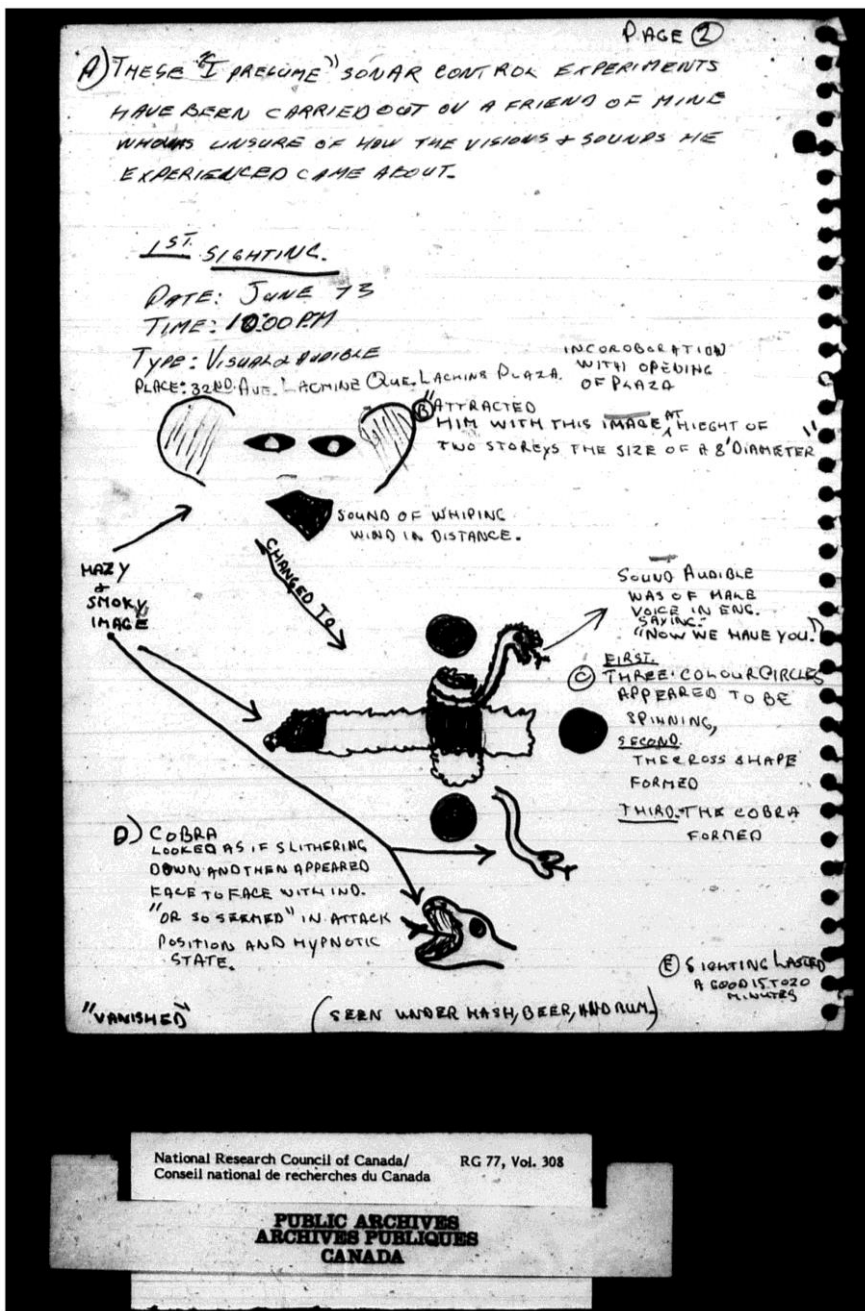 PAGE 2
A) THESE "I PRESUME" SONAR CONTROL EXPERIMENTS
HAVE BEEN CARRIED OUT ON A FRIEND OF MINE
WHO WAS UNSURE OF HOW THE VISIONS + SOUNDS HE
EXPERIENCED CAME ABOUT.
1ST. SIGHTING.
DATE: JUNE 73
TIME: 10:00 P.M
TYPE: VISUAL & AUDIBLE
PLACE: 32ND. AVE. LACHINE QUE. LACHINE PLAZA.
INCOROBORATION
WITH OPENING
OF PLAZA
B "ATTRACTED
HIM WITH THIS IMAGE AT HIEGHT OF
TWO STOREYS THE SIZE OF A 8' DIAMETER"
SOUND OF WHIPING
WIND IN DISTANCE.
CHANGED TO
HAZY
+
SMOKY
IMAGE
SOUND AUDIBLE
WAS OF MALE
VOICE IN ENG.
SAYING.
"NOW WE HAVE YOU."
FIRST.
C THREE COLOUR CIRCLES
APPEARED TO BE
SPINNING,
SECOND.
THE CROSS SHAPE
FORMED
THIRD. THE COBRA
FORMED
D) COBRA
LOOKED AS IF SLITHERING
DOWN AND THEN APPEARED
FACE TO FACE WITH IND.
"OR SO SEEMED" IN ATTACK
POSITION AND HYPNOTIC
STATE.
E SIGHTING LASTED
A GOOD 15 TO 20
MINUTES
"VANISHED"
(SEEN UNDER HASH, BEER, AND RUM.)
National Research Council of Canada/ RG 77, Vol. 308
Conseil national de recherches du Canada
PUBLIC ARCHIVES
ARCHIVES PUBLIQUES
CANADA